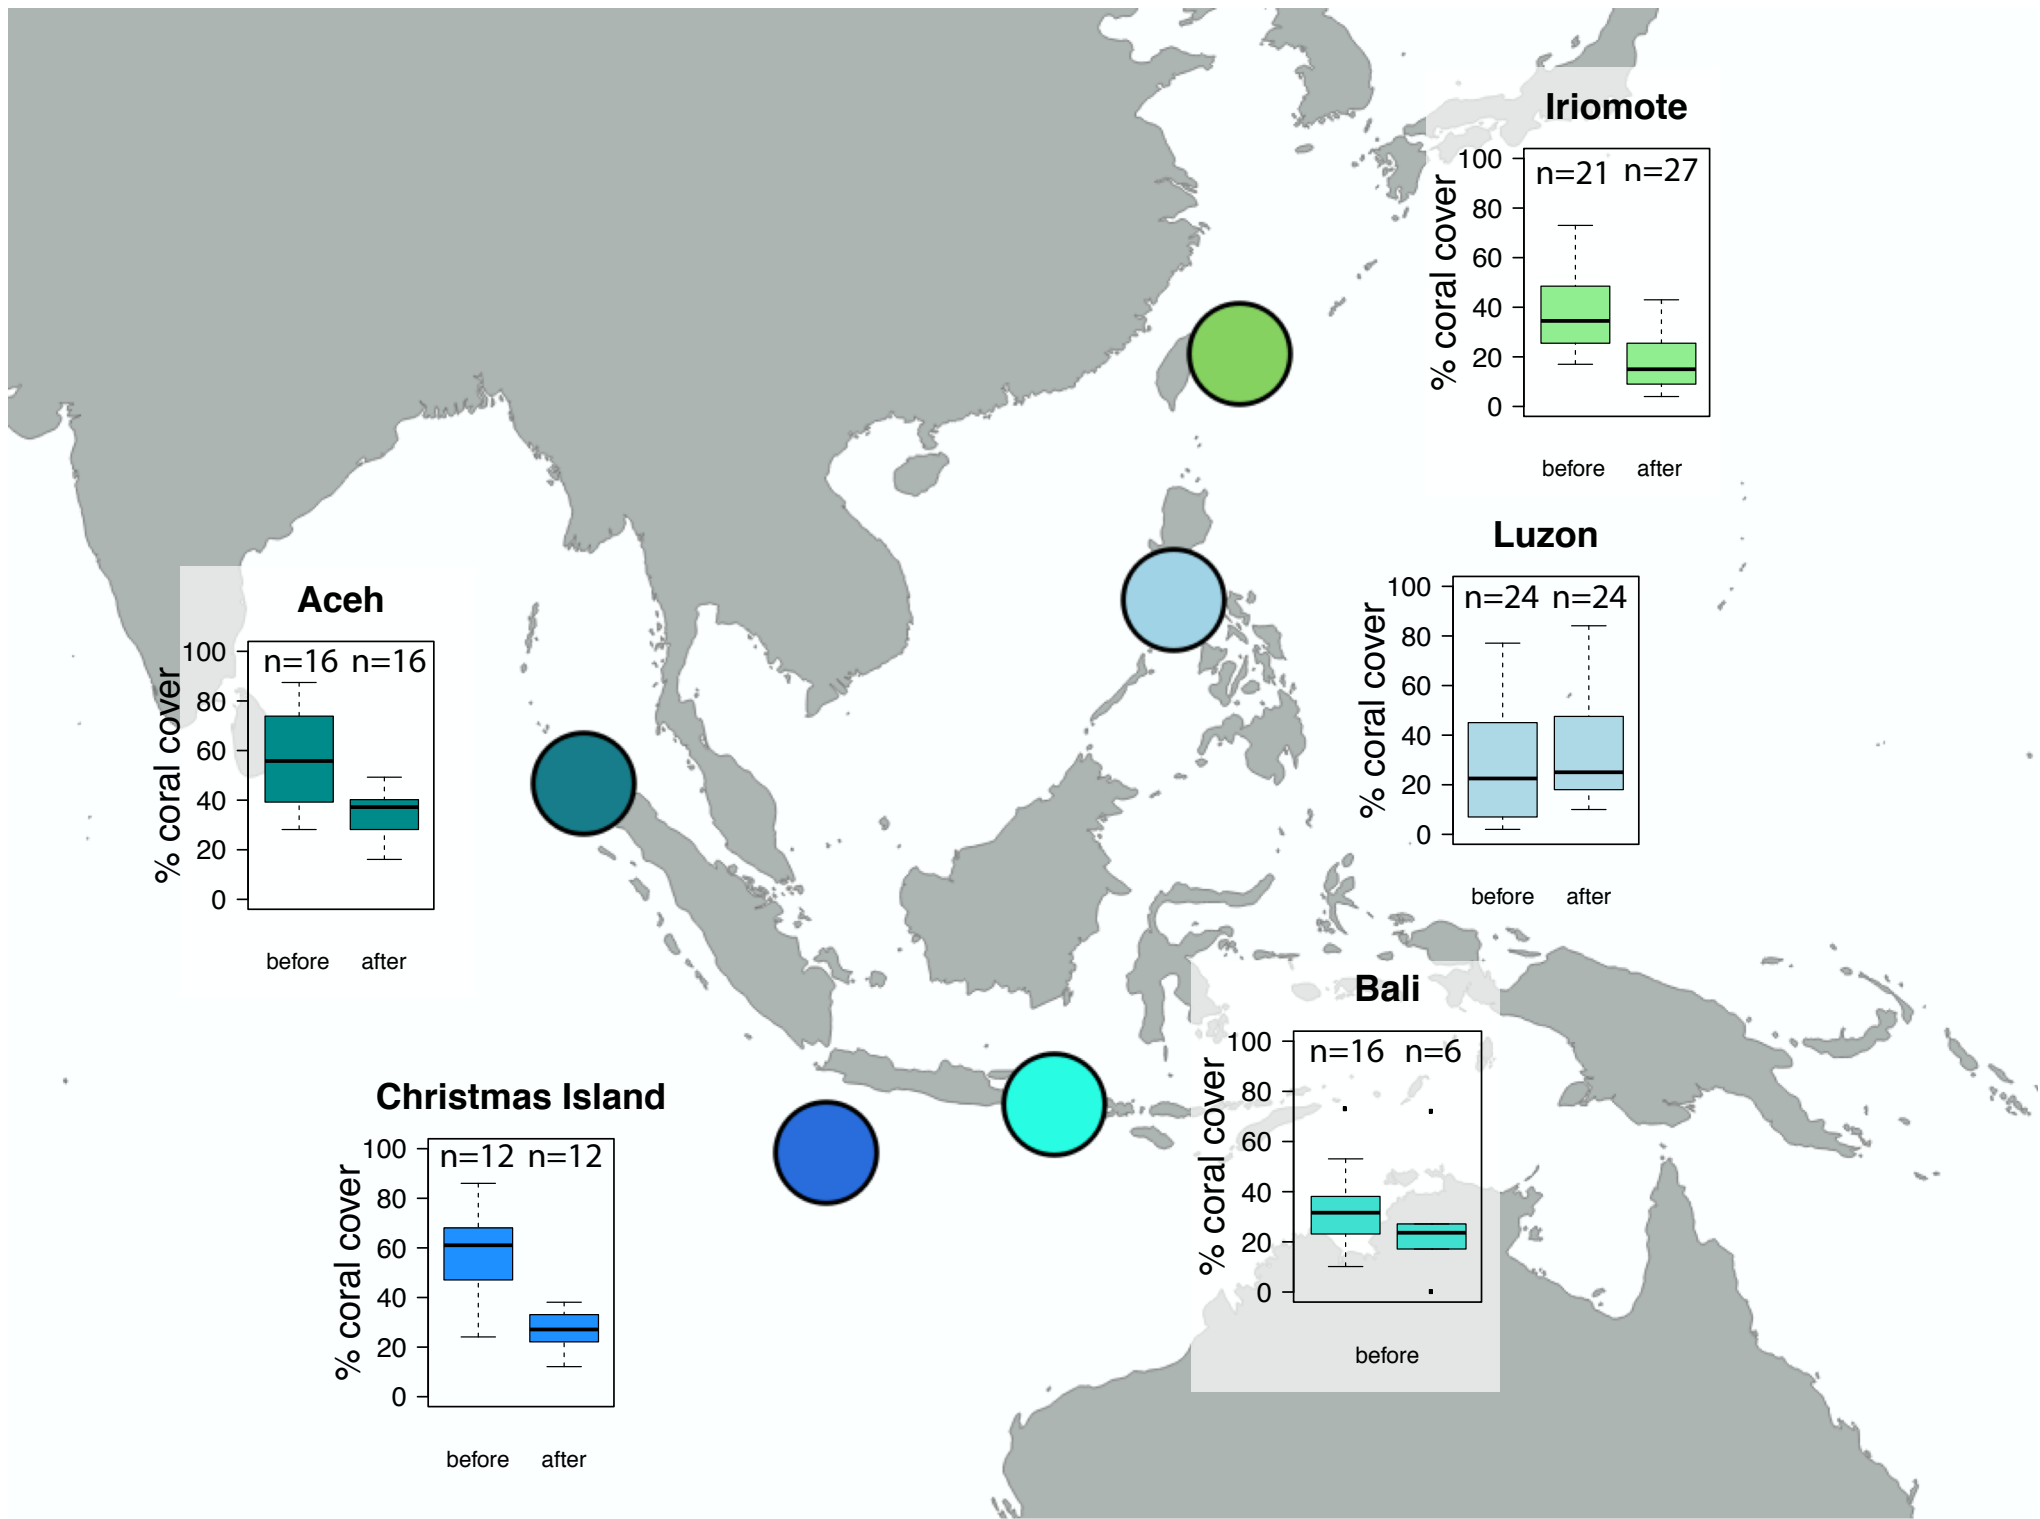 Iriomote
% coral cover
100
80
60
40
20
0
n=21 n=27
before after
Luzon
% coral cover
100
80
60
40
20
0
n=24 n=24
before after
Aceh
% coral cover
100
80
60
40
20
0
n=16 n=16
before after
Bali
% coral cover
100
80
60
40
20
0
n=16 n=6
before
Christmas Island
% coral cover
100
80
60
40
20
0
n=12 n=12
before after